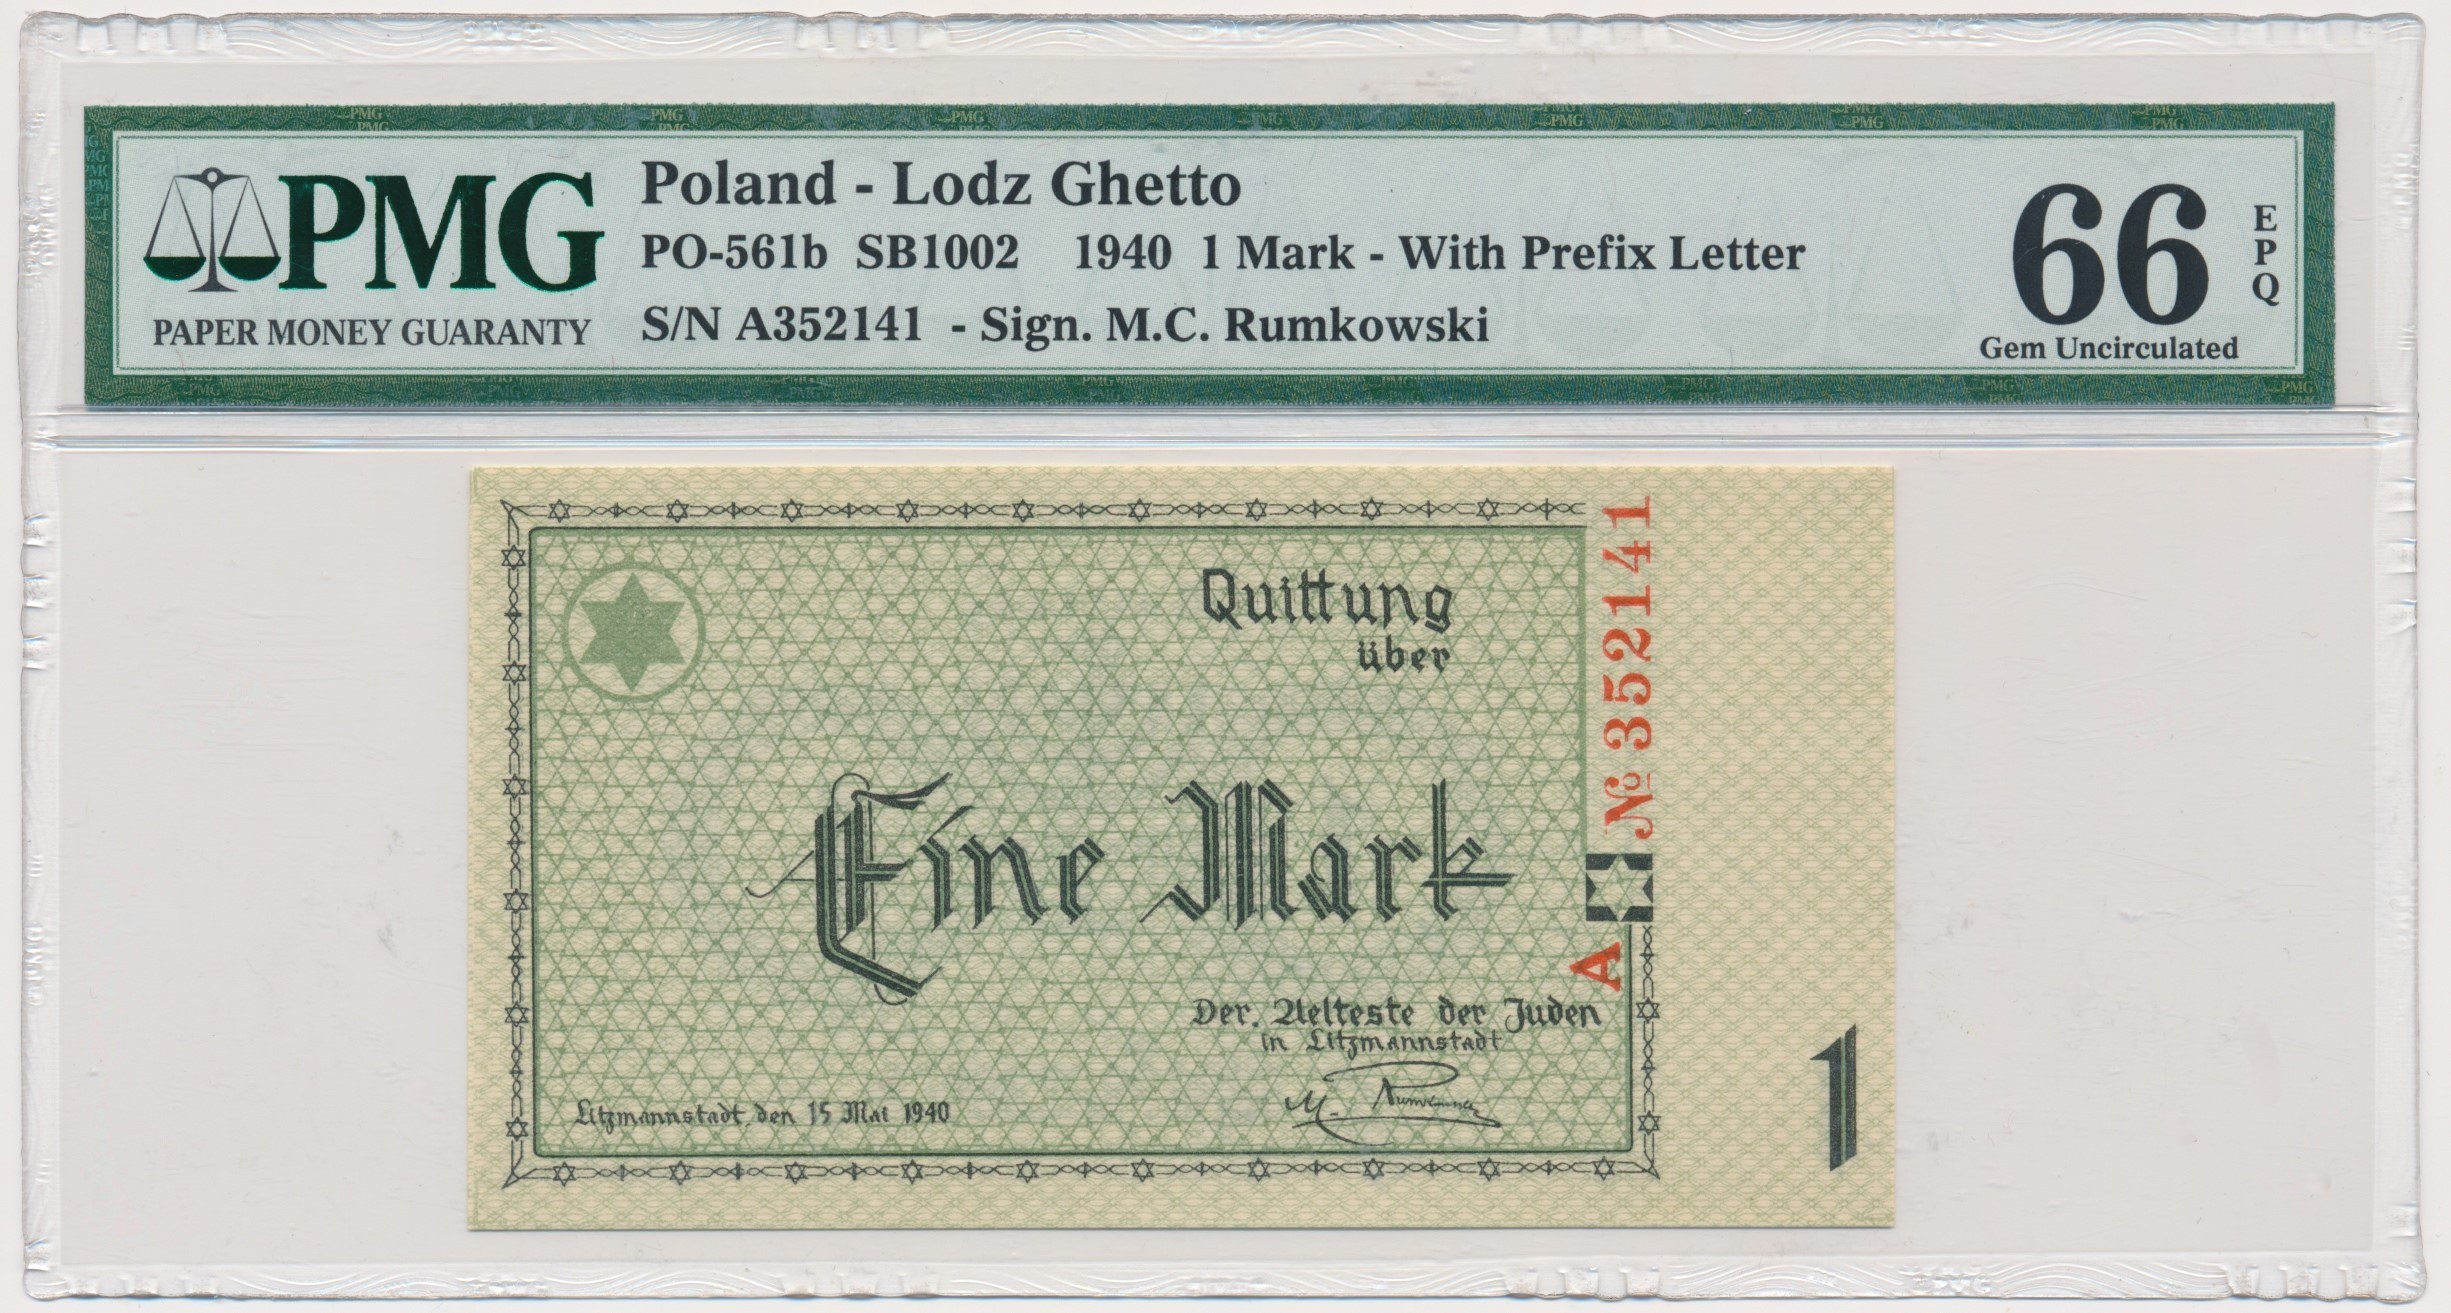 PMG
PAPER MONEY GUARANTY
Poland - Lodz Ghetto
PO-561b SB1002 1940 1 Mark - With Prefix Letter
S/N A352141 - Sign. M.C. Rumkowski
66
EPQ
Gem Uncirculated
Quittung
über
Eine Mark
№ 352141
A
Der. Aelteste der Juden
in Litzmannstadt
Litzmannstadt, den 15 Mai 1940
1